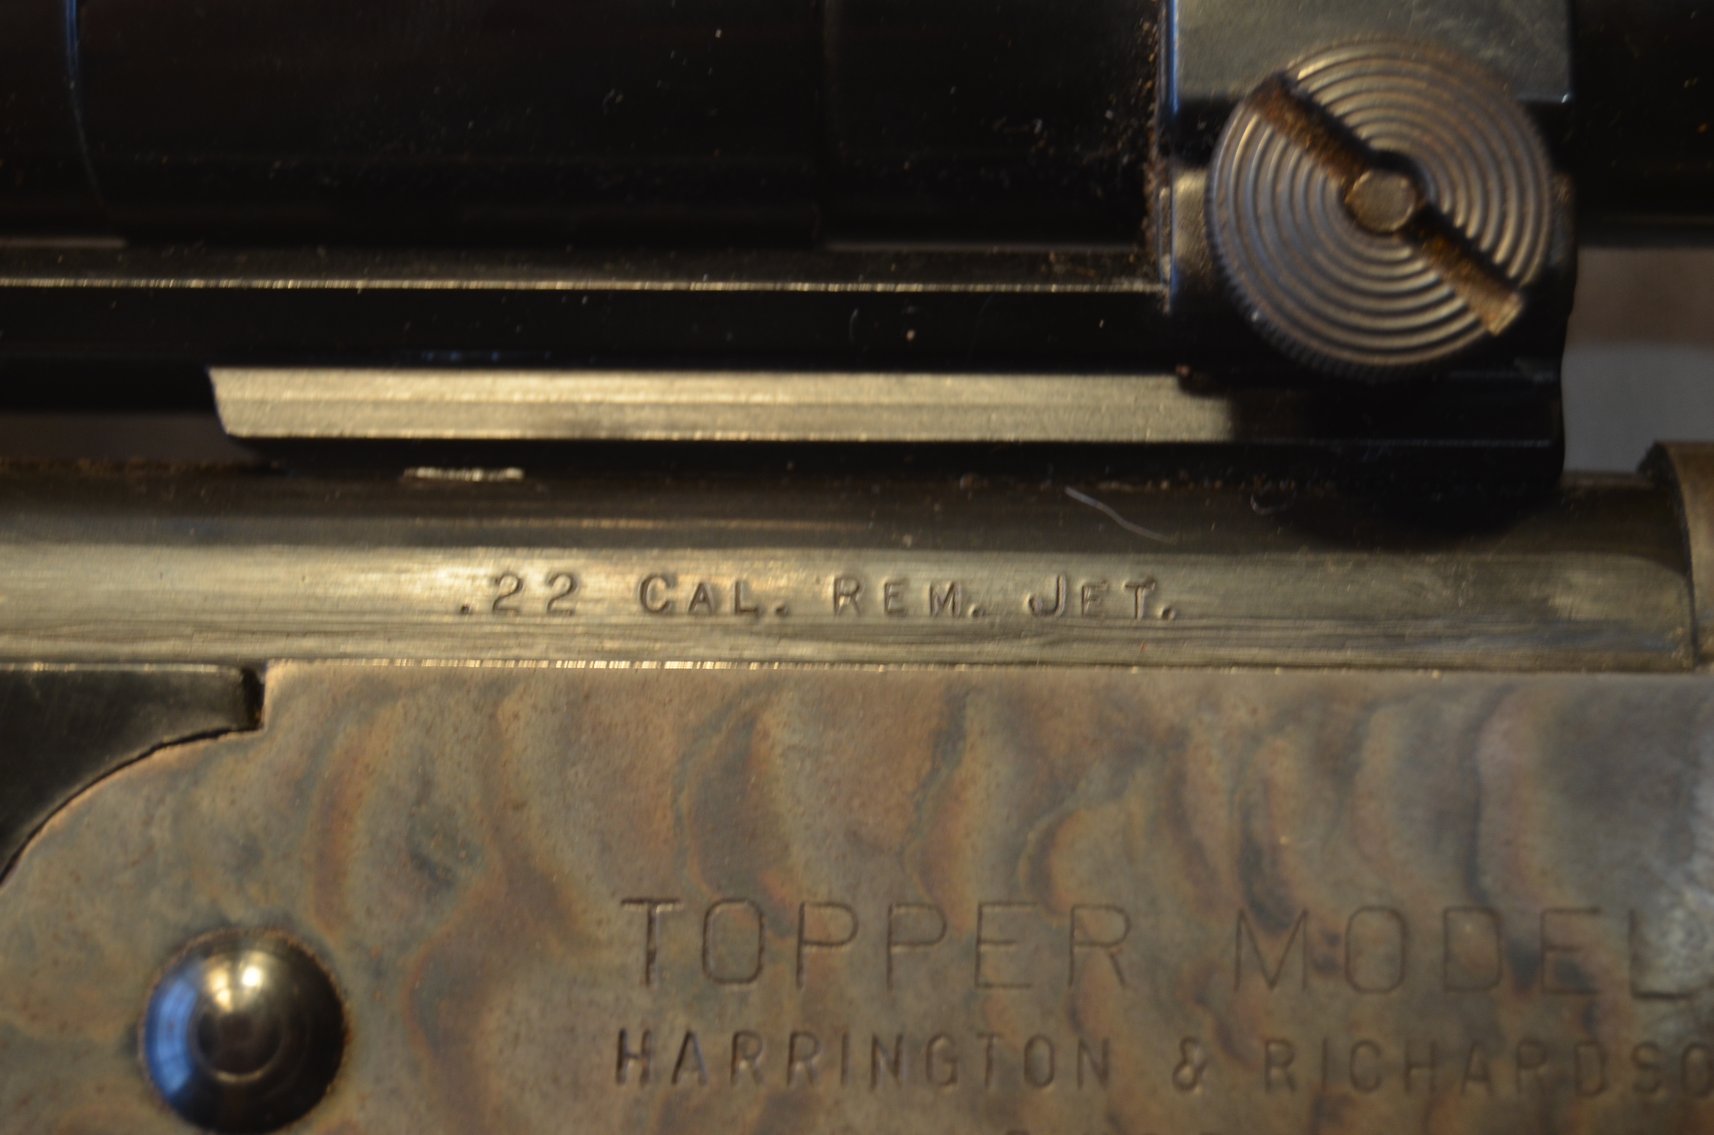 .22 CAL. REM. JET.
TOPPER MODEL
HARRINGTON & RICHARDSO